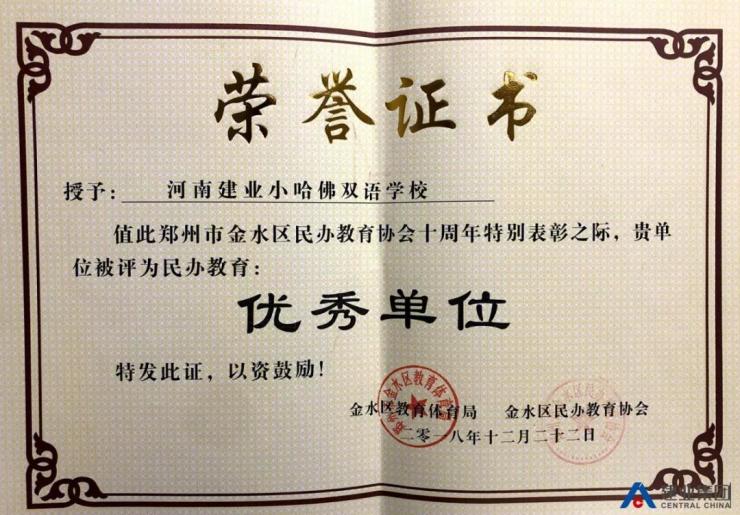 荣誉证书
授予：河南建业小哈佛双语学校
值此郑州市金水区民办教育协会十周年特别表彰之际，贵单
位被评为民办教育：
优秀单位
特发此证，以资鼓励！
金水区教育体育局 金水区民办教育协会
二零一八年十二月二十二日
建业集团
CENTRAL CHINA